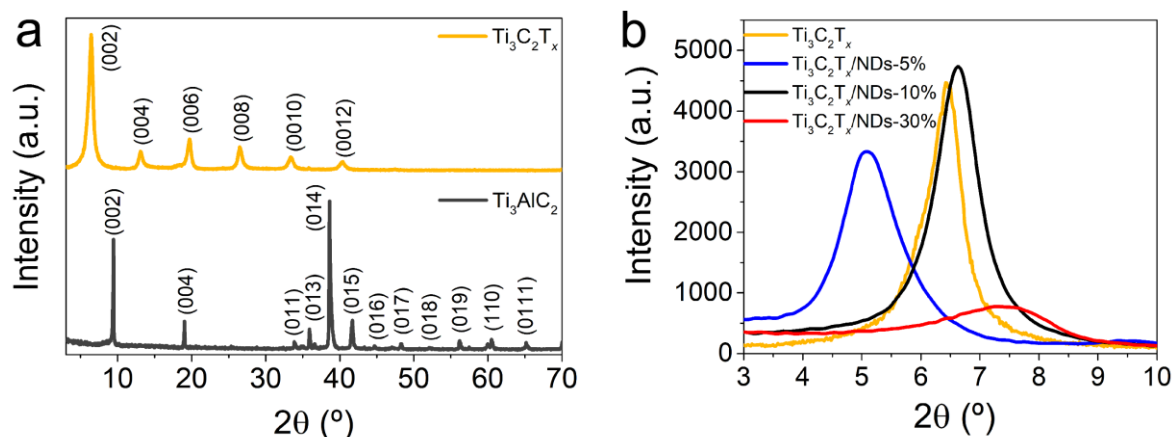 a
Intensity (a.u.)
Ti₃C₂Tₓ
(002)
(004)
(006)
(008)
(0010)
(0012)
Ti₃AlC₂
(002)
(004)
(011)
(013)
(014)
(015)
(016)
(017)
(018)
(019)
(110)
(0111)
10 20 30 40 50 60 70
2θ (º)
b
Intensity (a.u.)
5000
4000
3000
2000
1000
0
Ti₃C₂Tₓ
Ti₃C₂Tₓ/NDs-5%
Ti₃C₂Tₓ/NDs-10%
Ti₃C₂Tₓ/NDs-30%
3 4 5 6 7 8 9 10
2θ (º)